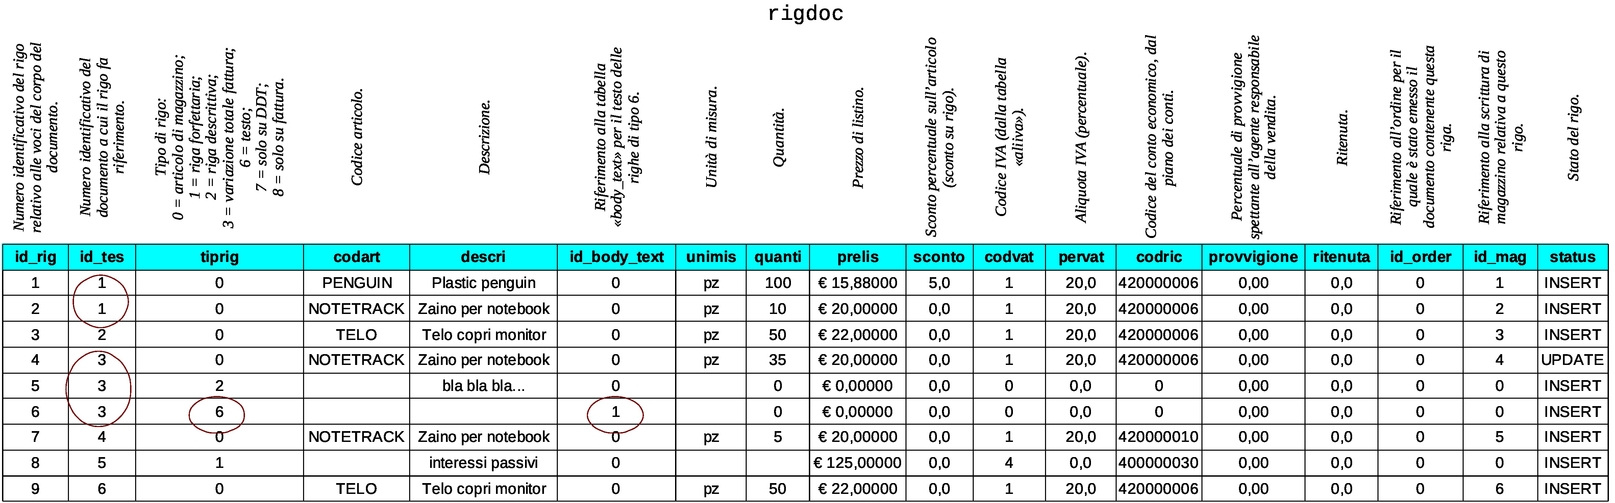 rigdoc
Numero identificativo del rigo
relativo alle voci del corpo del
documento.
Numero identificativo del
documento a cui il rigo fa
riferimento.
Tipo di rigo:
0 = articolo di magazzino;
1 = riga forfettaria;
2 = riga descrittiva;
3 = variazione totale fattura;
6 = testo;
7 = solo su DDT;
8 = solo su fattura.
Codice articolo.
Descrizione.
Riferimento alla tabella
«body_text» per il testo delle
righe di tipo 6.
Unità di misura.
Quantità.
Prezzo di listino.
Sconto percentuale sull'articolo
(sconto su rigo).
Codice IVA (dalla tabella
«aliiva»).
Aliquota IVA (percentuale).
Codice del conto economico, dal
piano dei conti.
Percentuale di provvigione
spettante all'agente responsabile
della vendita.
Ritenuta.
Riferimento all'ordine per il
quale è stato emesso il
documento contenente questa
riga.
Riferimento alla scrittura di
magazzino relativa a questo
rigo.
Stato del rigo.
id_rig id_tes tiprig codart descri id_body_text unimis quanti prelis sconto codvat pervat codric provvigione ritenuta id_order id_mag status
1 1 0 PENGUIN Plastic penguin 0 pz 100 € 15,88000 5,0 1 20,0 420000006 0,00 0,0 0 1 INSERT
2 1 0 NOTETRACK Zaino per notebook 0 pz 10 € 20,00000 0,0 1 20,0 420000006 0,00 0,0 0 2 INSERT
3 2 0 TELO Telo copri monitor 0 pz 50 € 22,00000 0,0 1 20,0 420000006 0,00 0,0 0 3 INSERT
4 3 0 NOTETRACK Zaino per notebook 0 pz 35 € 20,00000 0,0 1 20,0 420000006 0,00 0,0 0 4 UPDATE
5 3 2 bla bla bla... 0 0 € 0,00000 0,0 0 0,0 0 0,00 0,0 0 0 INSERT
6 3 6 1 0 € 0,00000 0,0 0 0,0 0 0,00 0,0 0 0 INSERT
7 4 0 NOTETRACK Zaino per notebook 0 pz 5 € 20,00000 0,0 1 20,0 420000010 0,00 0,0 0 5 INSERT
8 5 1 interessi passivi 0 € 125,00000 0,0 4 0,0 400000030 0,00 0,0 0 0 INSERT
9 6 0 TELO Telo copri monitor 0 pz 50 € 22,00000 0,0 1 20,0 420000006 0,00 0,0 0 6 INSERT